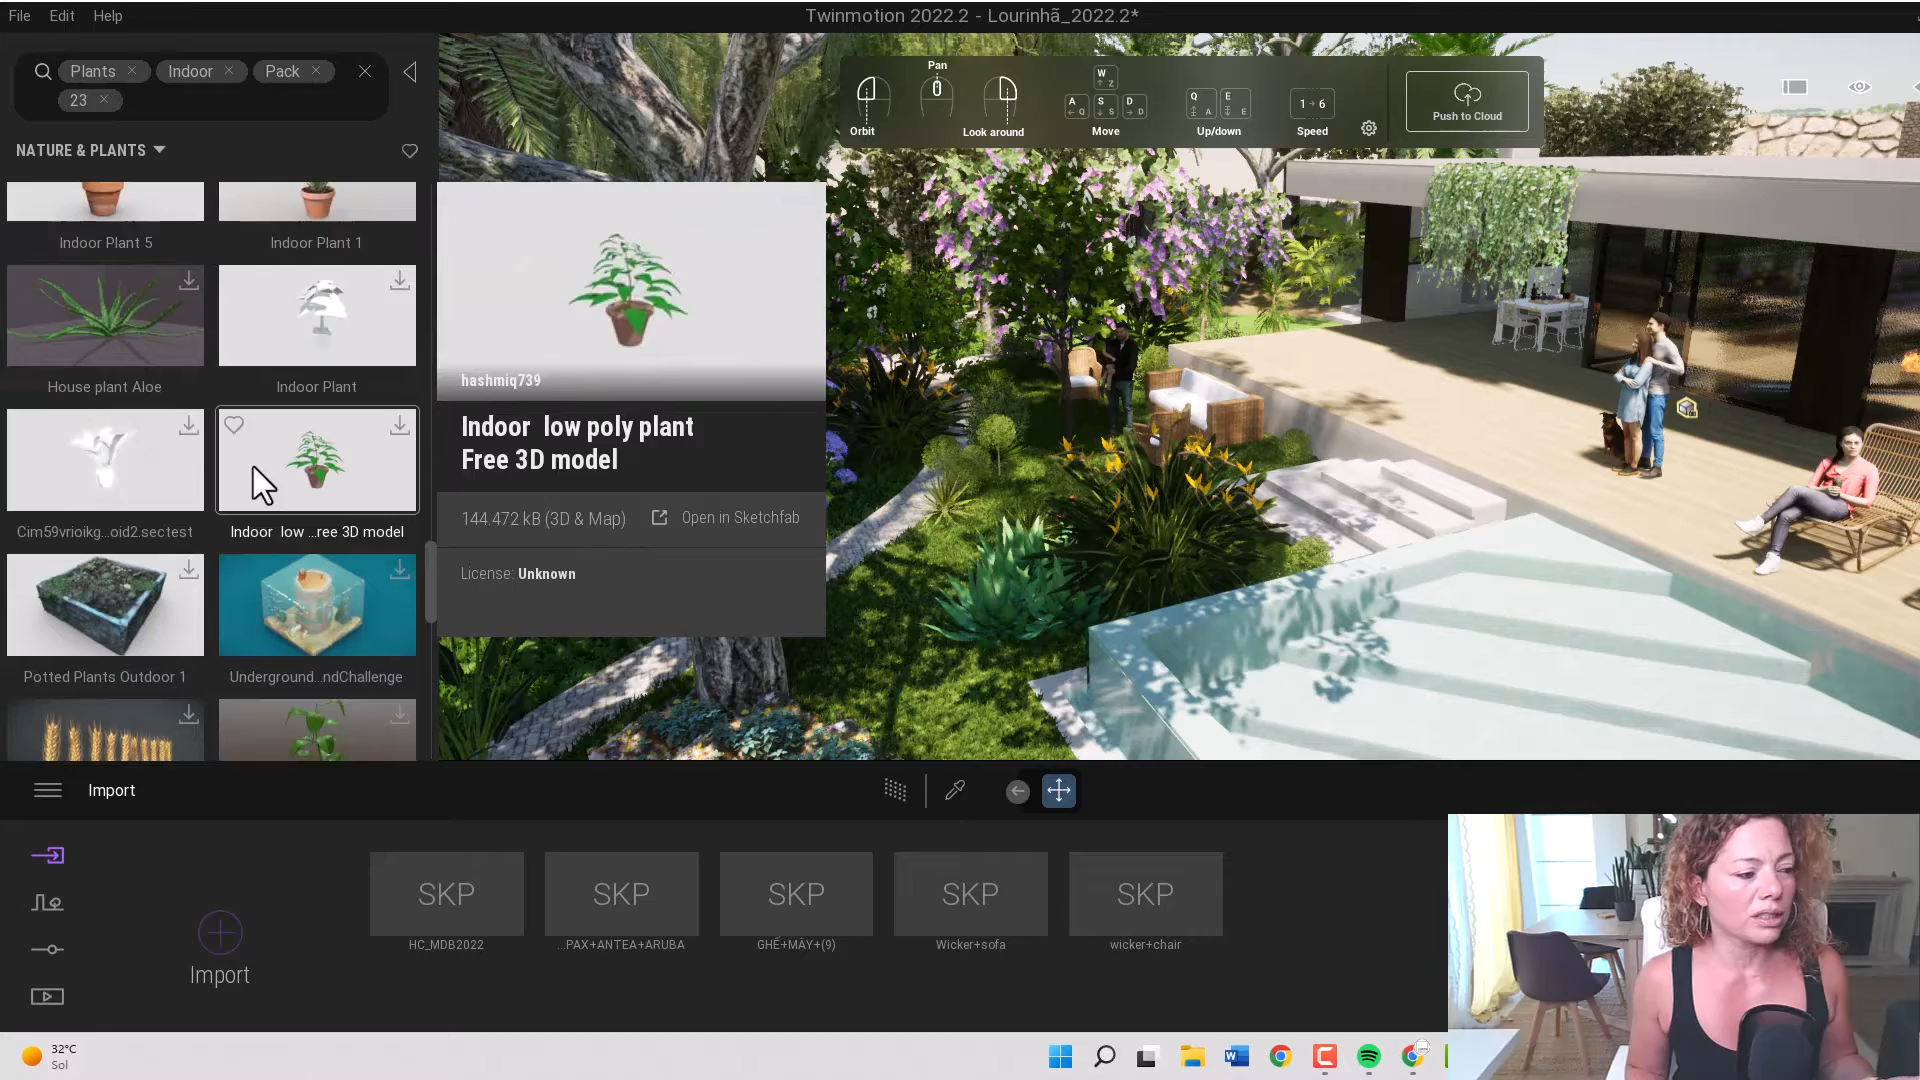 File Edit Help
Twinmotion 2022.2 - Lourinhã_2022.2*
Plants Indoor Pack
23
NATURE & PLANTS
Indoor Plant 5
Indoor Plant 1
House plant Aloe
Indoor Plant
Cim59vrioikg...oid2.sectest
Indoor low ...ree 3D model
Potted Plants Outdoor 1
Underground...ndChallenge
hashmiq739
Indoor low poly plant
Free 3D model
144.472 kB (3D & Map)
Open in Sketchfab
License: Unknown
Pan
Orbit
Look around
W
Z
A
Q
S
S
D
D
Move
Q
A
E
E
Up/down
1 6
Speed
Push to Cloud
Import
Import
SKP
HC_MDB2022
SKP
...PAX+ANTEA+ARUBA
SKP
GHẾ+MÂY+(9)
SKP
Wicker+sofa
SKP
wicker+chair
32°C
Sol